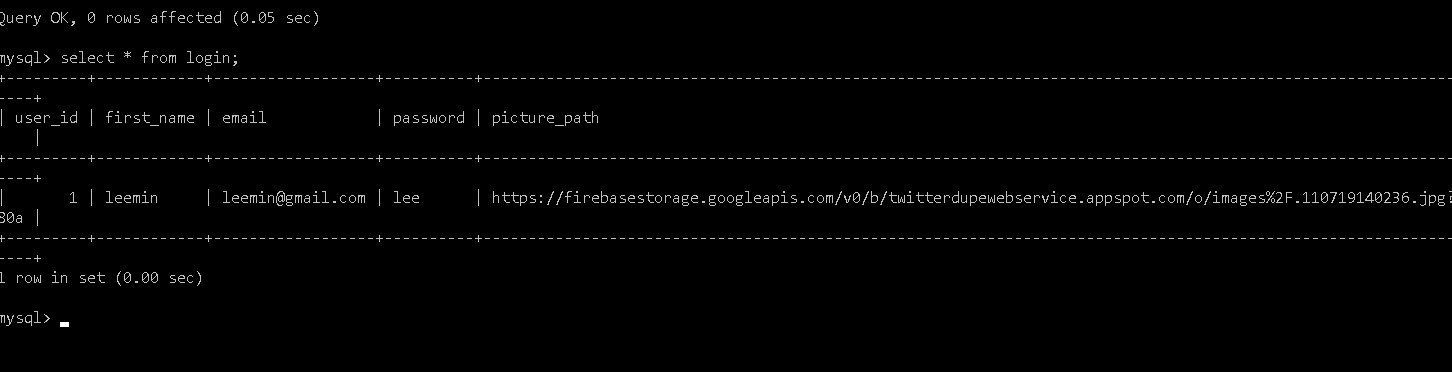 Query OK, 0 rows affected (0.05 sec)
mysql> select * from login;
+---------+------------+-----------------+----------+-------------------------------------------------------------------------------------------------
----+
| user_id | first_name | email           | password | picture_path
    |
+---------+------------+-----------------+----------+-------------------------------------------------------------------------------------------------
----+
|       1 | leemin     | leemin@gmail.com | lee      | https://firebasestorage.googleapis.com/v0/b/twitterdupewebservice.appspot.com/o/images%2F.110719140236.jpg
80a |
+---------+------------+-----------------+----------+-------------------------------------------------------------------------------------------------
----+
1 row in set (0.00 sec)
mysql>